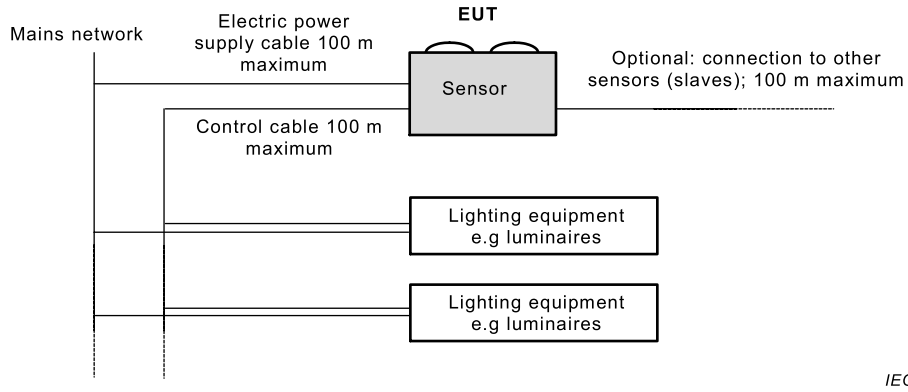 Mains network
Electric power
supply cable 100 m
maximum
EUT
Sensor
Optional: connection to other
sensors (slaves); 100 m maximum
Control cable 100 m
maximum
Lighting equipment
e.g luminaires
Lighting equipment
e.g luminaires
IEC